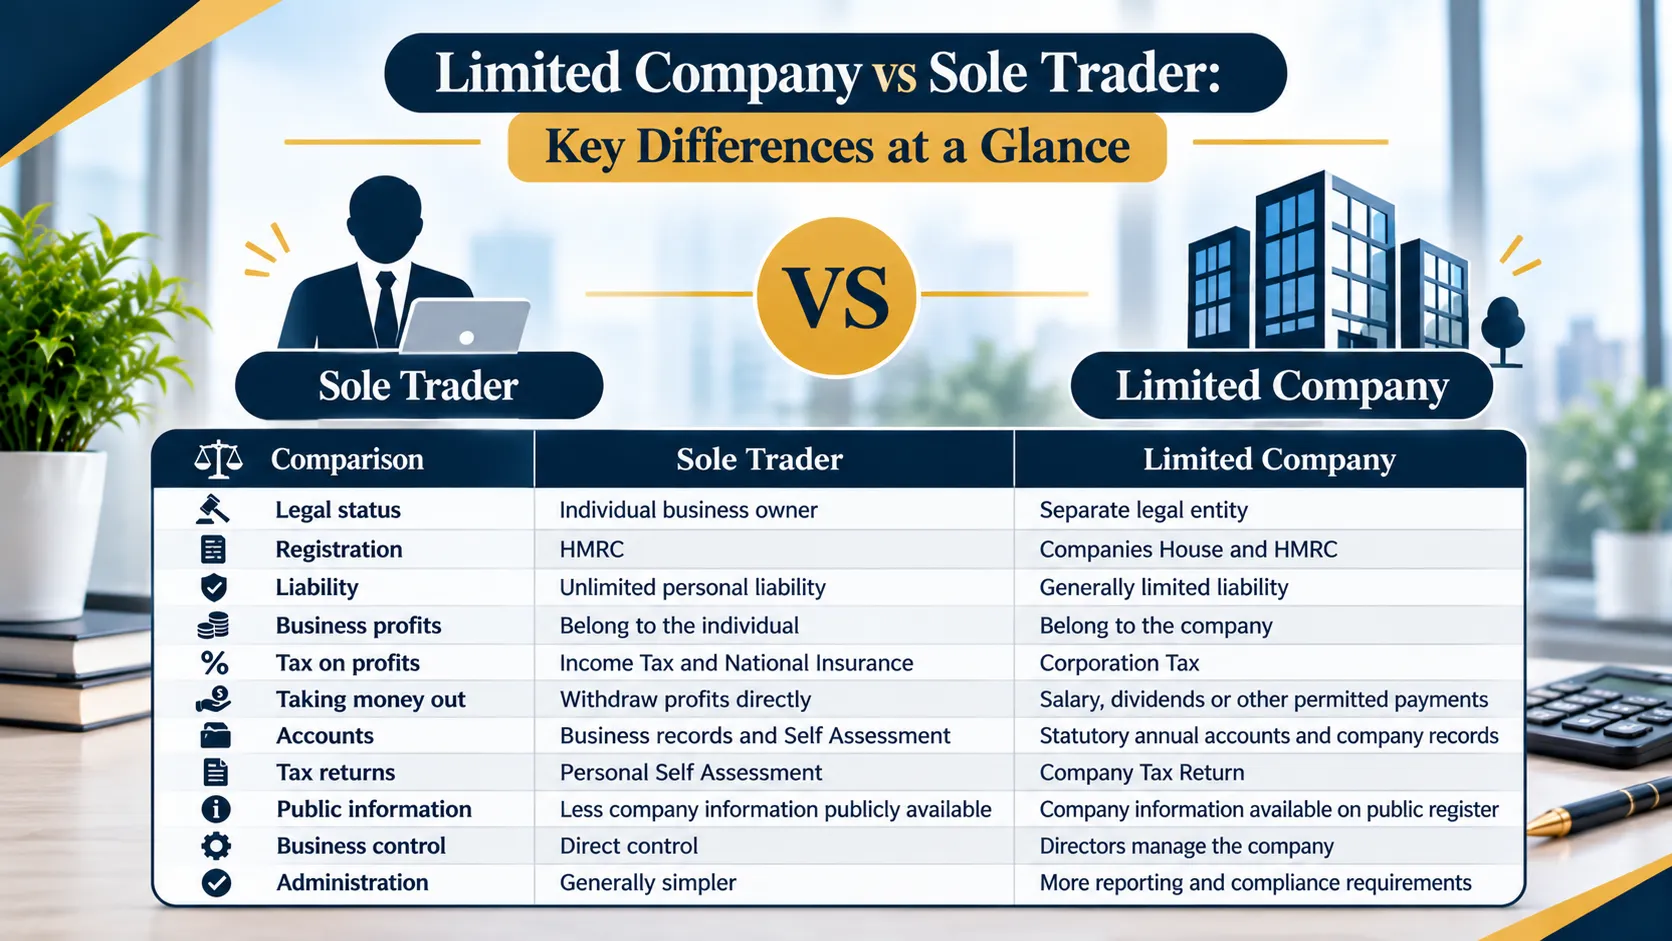 Limited Company vs Sole Trader:
Key Differences at a Glance
VS
Sole Trader
Limited Company
Comparison Sole Trader Limited Company
Legal status Individual business owner Separate legal entity
Registration HMRC Companies House and HMRC
Liability Unlimited personal liability Generally limited liability
Business profits Belong to the individual Belong to the company
% Tax on profits Income Tax and National Insurance Corporation Tax
$ Taking money out Withdraw profits directly Salary, dividends or other permitted payments
Accounts Business records and Self Assessment Statutory annual accounts and company records
Tax returns Personal Self Assessment Company Tax Return
i Public information Less company information publicly available Company information available on public register
Business control Direct control Directors manage the company
Administration Generally simpler More reporting and compliance requirements